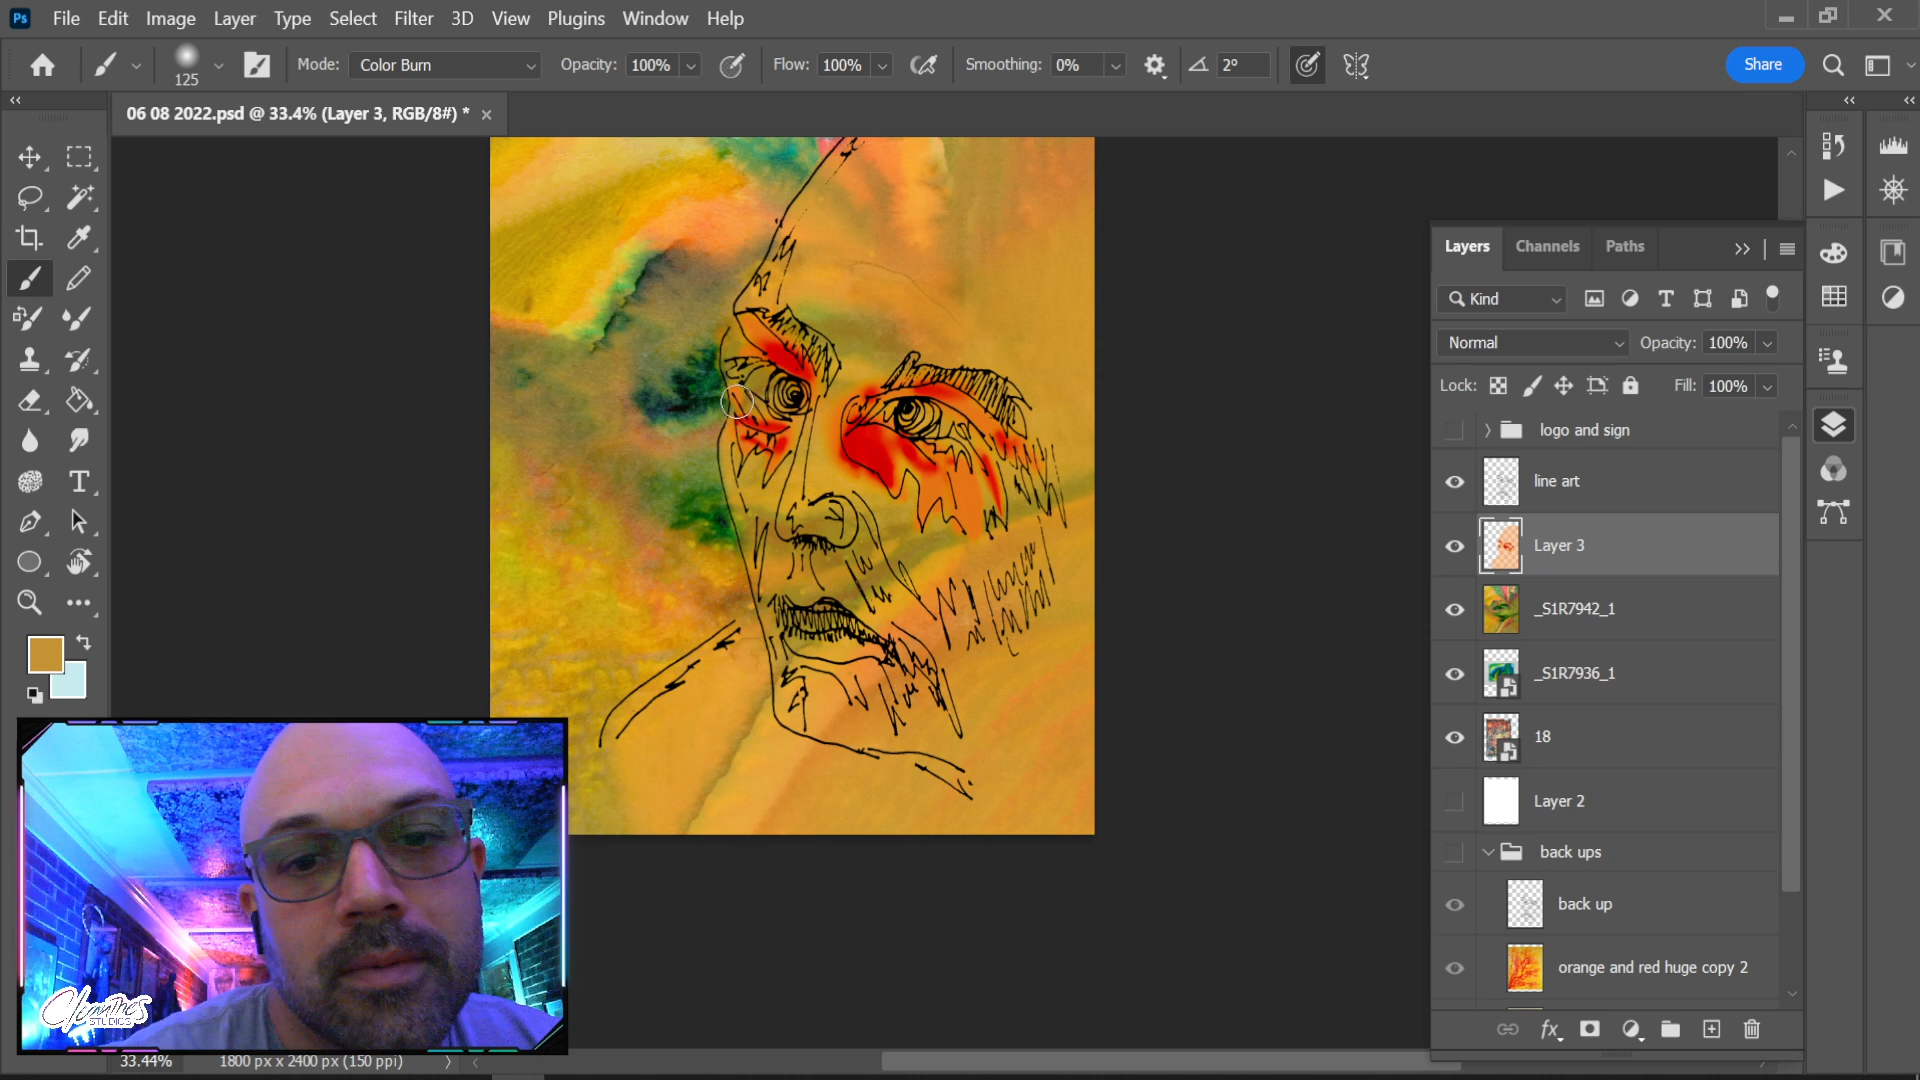 Ps File Edit Image Layer Type Select Filter 3D View Plugins Window Help
125 Mode: Color Burn Opacity: 100% Flow: 100% Smoothing: 0% 2° Share
06 08 2022.psd @ 33.4% (Layer 3, RGB/8#) * ×
Layers Channels Paths
Kind
Normal Opacity: 100%
Lock: Fill: 100%
logo and sign
line art
Layer 3
_S1R7942_1
_S1R7936_1
18
Layer 2
back ups
back up
orange and red huge copy 2
fx
STUDIOS
33.44% 1800 px x 2400 px (150 ppi)